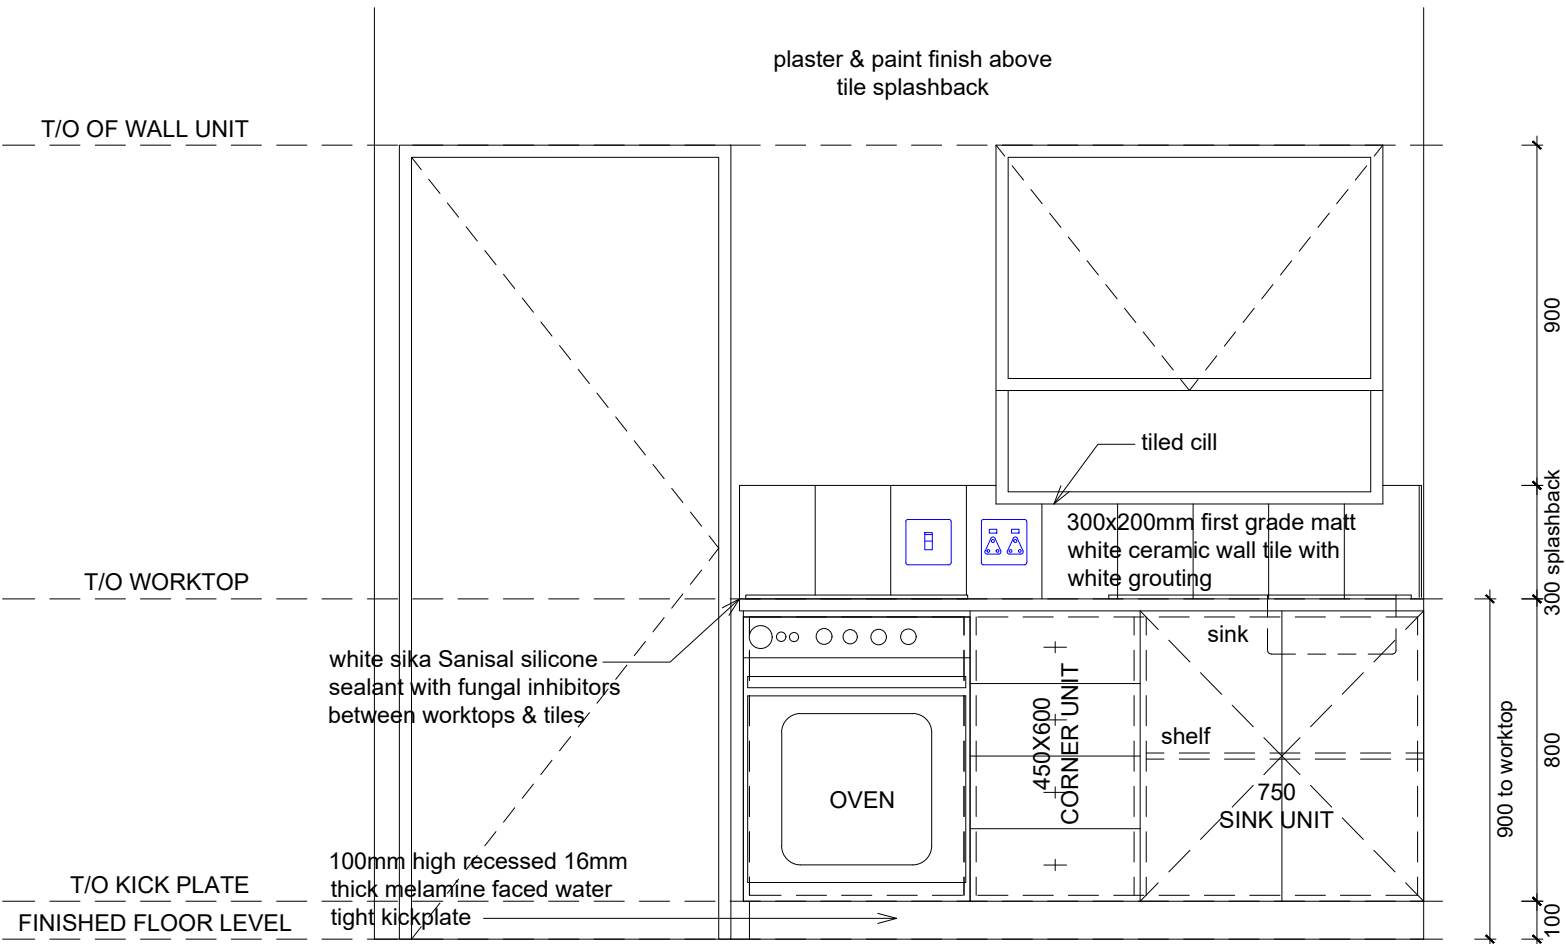 plaster & paint finish above
tile splashback
T/O OF WALL UNIT
900
tiled cill
300x200mm first grade matt
white ceramic wall tile with
white grouting
300 splashback
T/O WORKTOP
sink
white sika Sanisal silicone
sealant with fungal inhibitors
between worktops & tiles
450X600
CORNER UNIT
shelf
900 to worktop
800
OVEN
750
SINK UNIT
100mm high recessed 16mm
thick melamine faced water
tight kickplate
T/O KICK PLATE
FINISHED FLOOR LEVEL
100